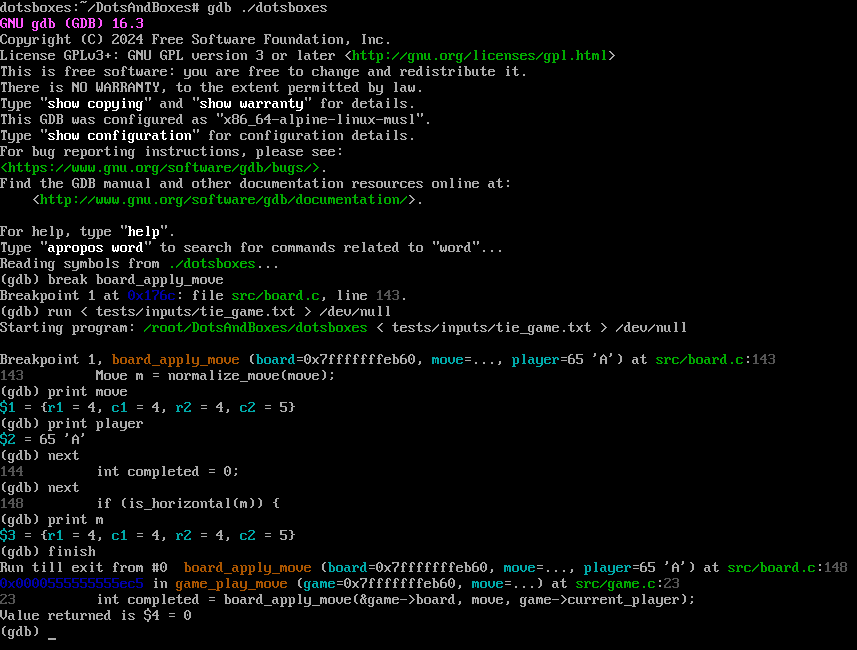 dotsboxes:~/DotsAndBoxes# gdb ./dotsboxes
GNU gdb (GDB) 16.3
Copyright (C) 2024 Free Software Foundation, Inc.
License GPLv3+: GNU GPL version 3 or later <http://gnu.org/licenses/gpl.html>
This is free software: you are free to change and redistribute it.
There is NO WARRANTY, to the extent permitted by law.
Type "show copying" and "show warranty" for details.
This GDB was configured as "x86_64-alpine-linux-musl".
Type "show configuration" for configuration details.
For bug reporting instructions, please see:
<https://www.gnu.org/software/gdb/bugs/>.
Find the GDB manual and other documentation resources online at:
    <http://www.gnu.org/software/gdb/documentation/>.

For help, type "help".
Type "apropos word" to search for commands related to "word"...
Reading symbols from ./dotsboxes...
(gdb) break board_apply_move
Breakpoint 1 at 0x176c: file src/board.c, line 143.
(gdb) run < tests/inputs/tie_game.txt > /dev/null
Starting program: /root/DotsAndBoxes/dotsboxes < tests/inputs/tie_game.txt > /dev/null

Breakpoint 1, board_apply_move (board=0x7fffffffeb60, move=..., player=65 'A') at src/board.c:143
143         Move m = normalize_move(move);
(gdb) print move
$1 = {r1 = 4, c1 = 4, r2 = 4, c2 = 5}
(gdb) print player
$2 = 65 'A'
(gdb) next
144         int completed = 0;
(gdb) next
148         if (is_horizontal(m)) {
(gdb) print m
$3 = {r1 = 4, c1 = 4, r2 = 4, c2 = 5}
(gdb) finish
Run till exit from #0  board_apply_move (board=0x7fffffffeb60, move=..., player=65 'A') at src/board.c:148
0x0000555555555ec5 in game_play_move (game=0x7fffffffeb60, move=...) at src/game.c:23
23          int completed = board_apply_move(&game->board, move, game->current_player);
Value returned is $4 = 0
(gdb) _